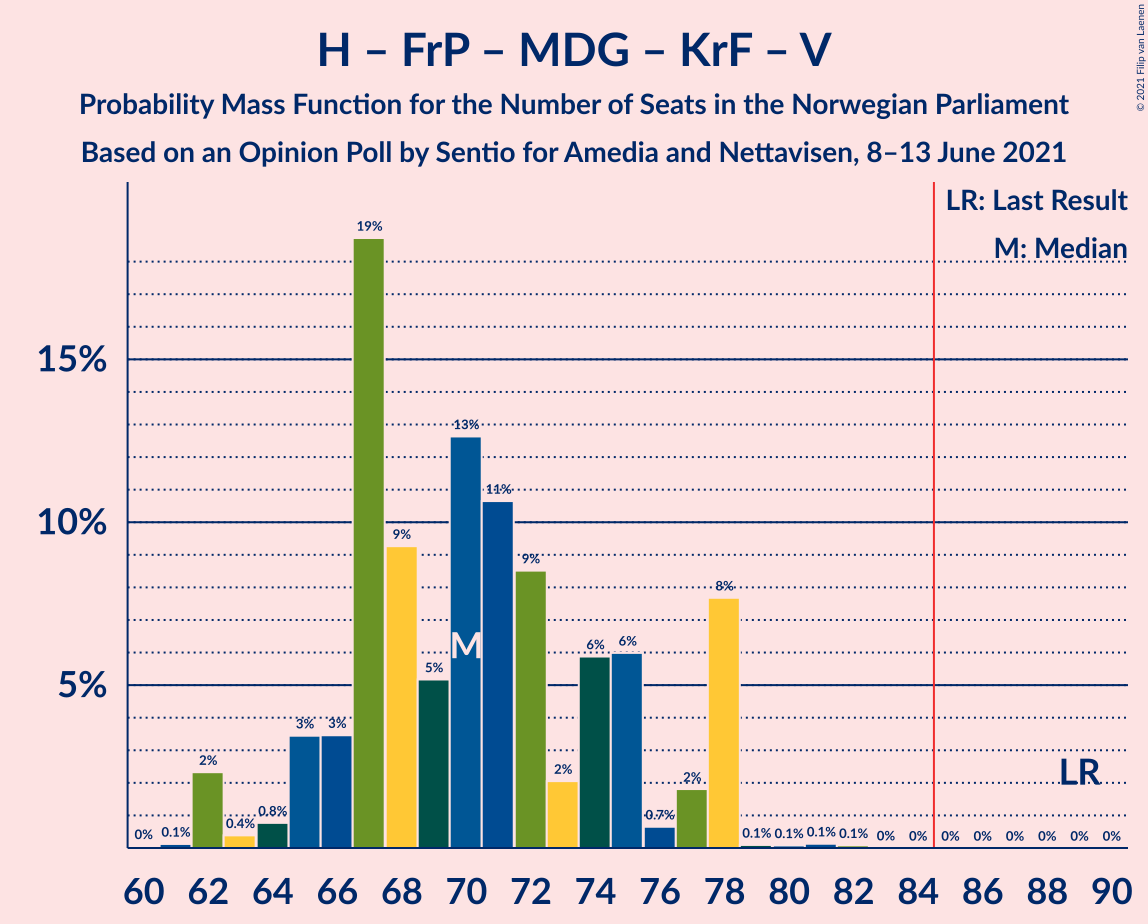 H – FrP – MDG – KrF – V
Probability Mass Function for the Number of Seats in the Norwegian Parliament
Based on an Opinion Poll by Sentio for Amedia and Nettavisen, 8–13 June 2021
© 2021 Filip van Laenen
LR: Last Result
M: Median
15%
10%
5%
0% 0.1% 2% 0.4% 0.8% 3% 3% 19% 9% 5% 13% 11% 9% 2% 6% 6% 0.7% 2% 8% 0.1% 0.1% 0.1% 0.1% 0% 0% 0% 0% 0% 0% 0% 0%
M
LR
60 62 64 66 68 70 72 74 76 78 80 82 84 86 88 90